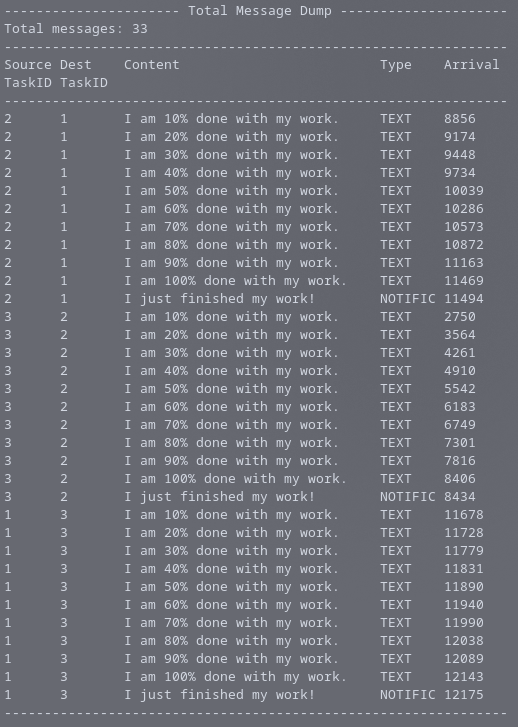 ---------------------- Total Message Dump ---------------------
Total messages: 33
---------------------------------------------------------------
Source Dest    Content                         Type    Arrival
TaskID TaskID
---------------------------------------------------------------
2      1       I am 10% done with my work.     TEXT    8856
2      1       I am 20% done with my work.     TEXT    9174
2      1       I am 30% done with my work.     TEXT    9448
2      1       I am 40% done with my work.     TEXT    9734
2      1       I am 50% done with my work.     TEXT    10039
2      1       I am 60% done with my work.     TEXT    10286
2      1       I am 70% done with my work.     TEXT    10573
2      1       I am 80% done with my work.     TEXT    10872
2      1       I am 90% done with my work.     TEXT    11163
2      1       I am 100% done with my work.    TEXT    11469
2      1       I just finished my work!        NOTIFIC 11494
3      2       I am 10% done with my work.     TEXT    2750
3      2       I am 20% done with my work.     TEXT    3564
3      2       I am 30% done with my work.     TEXT    4261
3      2       I am 40% done with my work.     TEXT    4910
3      2       I am 50% done with my work.     TEXT    5542
3      2       I am 60% done with my work.     TEXT    6183
3      2       I am 70% done with my work.     TEXT    6749
3      2       I am 80% done with my work.     TEXT    7301
3      2       I am 90% done with my work.     TEXT    7816
3      2       I am 100% done with my work.    TEXT    8406
3      2       I just finished my work!        NOTIFIC 8434
1      3       I am 10% done with my work.     TEXT    11678
1      3       I am 20% done with my work.     TEXT    11728
1      3       I am 30% done with my work.     TEXT    11779
1      3       I am 40% done with my work.     TEXT    11831
1      3       I am 50% done with my work.     TEXT    11890
1      3       I am 60% done with my work.     TEXT    11940
1      3       I am 70% done with my work.     TEXT    11990
1      3       I am 80% done with my work.     TEXT    12038
1      3       I am 90% done with my work.     TEXT    12089
1      3       I am 100% done with my work.    TEXT    12143
1      3       I just finished my work!        NOTIFIC 12175
---------------------------------------------------------------